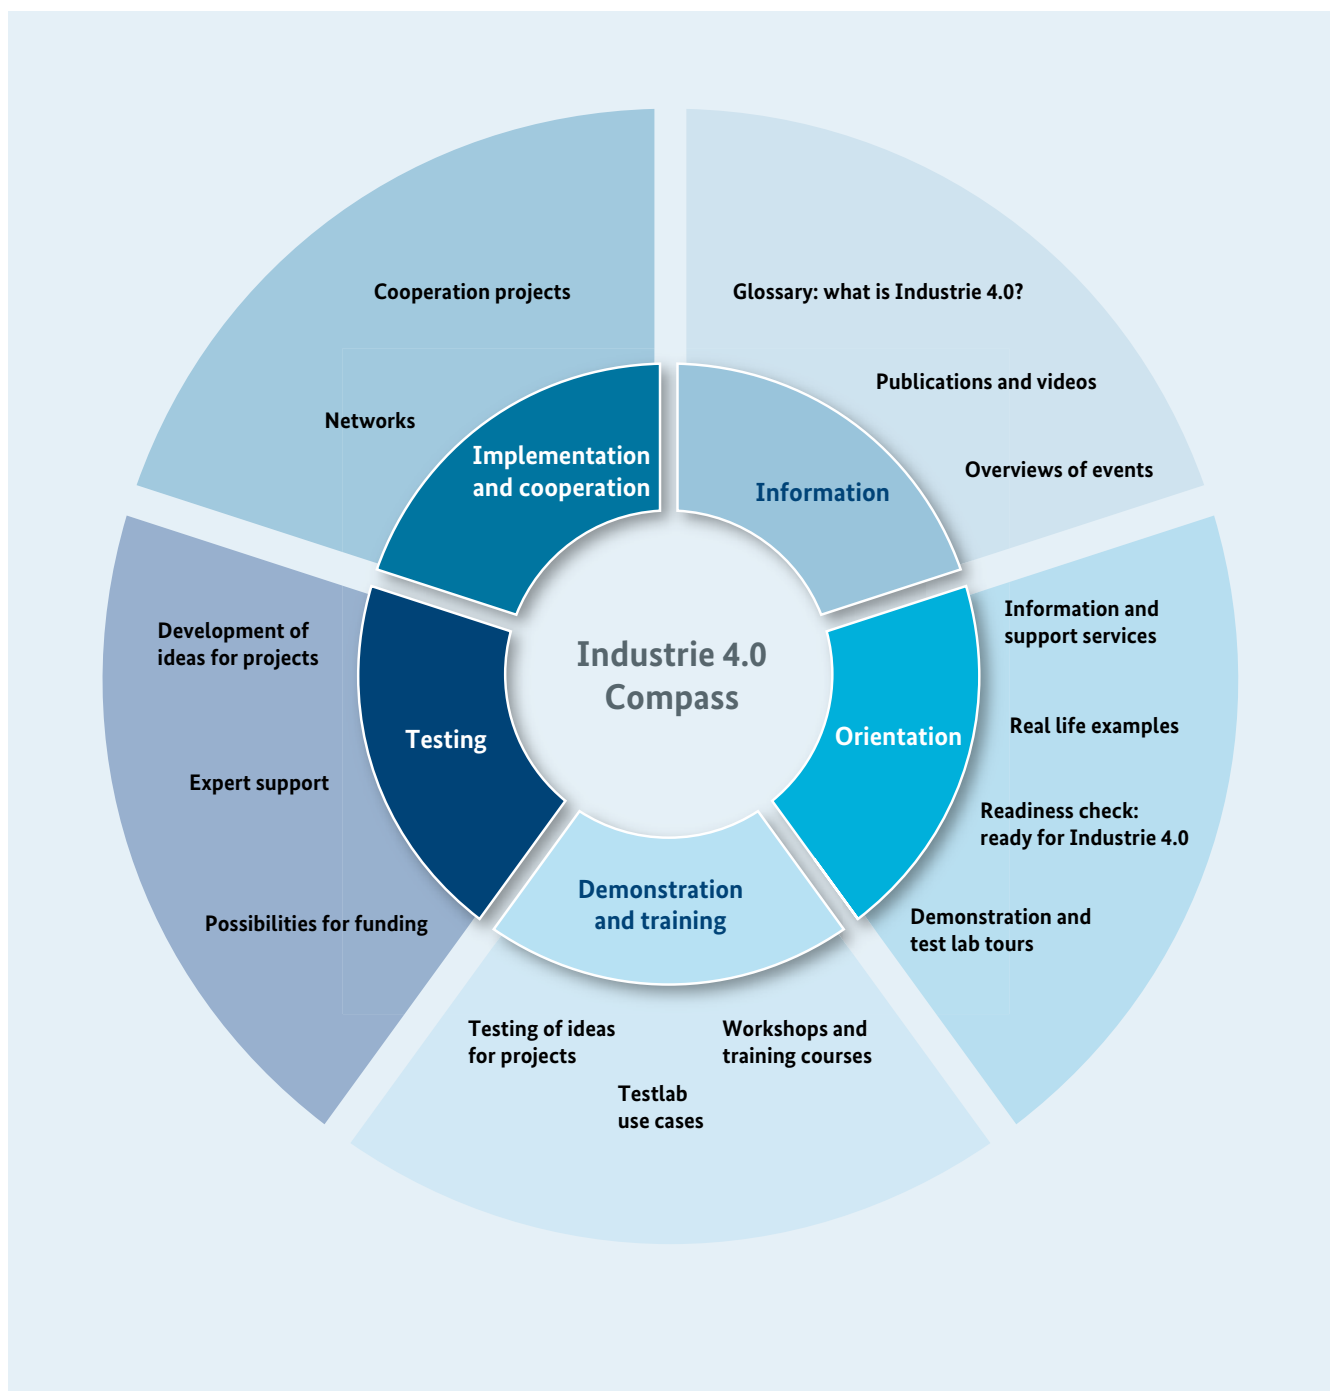 Industrie 4.0
Compass
Information
Glossary: what is Industrie 4.0?
Publications and videos
Overviews of events
Orientation
Information and
support services
Real life examples
Readiness check:
ready for Industrie 4.0
Demonstration and
test lab tours
Demonstration
and training
Workshops and
training courses
Testlab
use cases
Testing of ideas
for projects
Testing
Development of
ideas for projects
Expert support
Possibilities for funding
Implementation
and cooperation
Cooperation projects
Networks